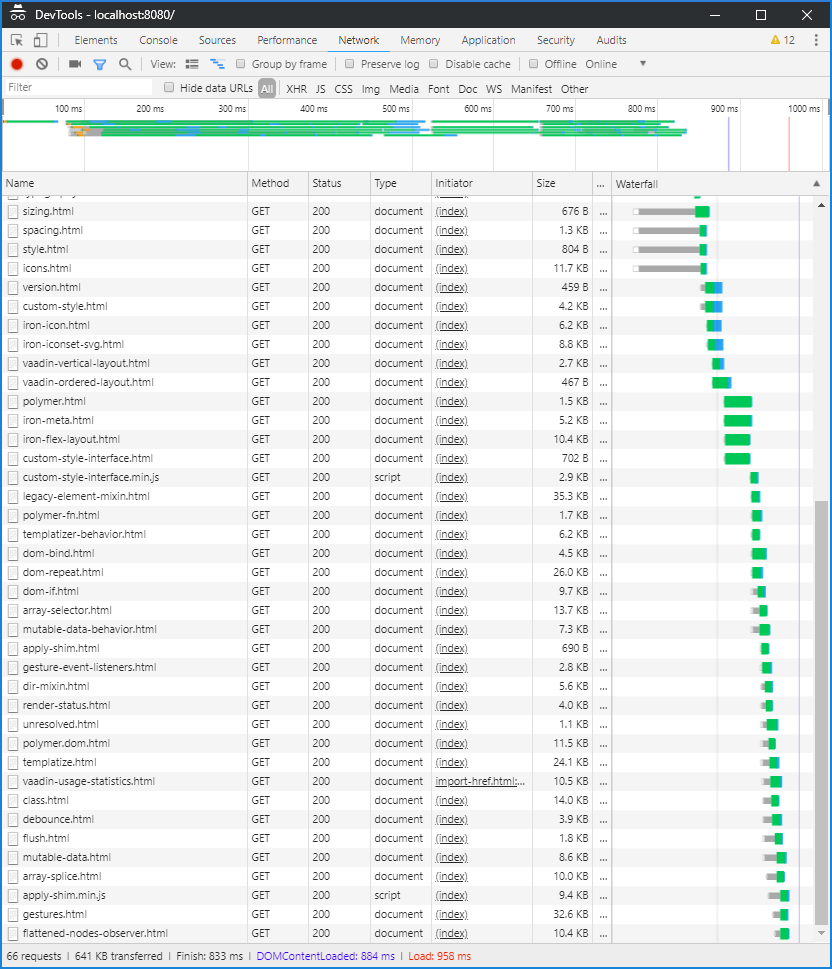 DevTools - localhost:8080/
Elements Console Sources Performance Network Memory Application Security Audits 12
View: Group by frame Preserve log Disable cache Offline Online
Filter Hide data URLs All XHR JS CSS Img Media Font Doc WS Manifest Other
100 ms 200 ms 300 ms 400 ms 500 ms 600 ms 700 ms 800 ms 900 ms 1000 ms
Name Method Status Type Initiator Size ... Waterfall
sizing.html GET 200 document (index) 676 B ...
spacing.html GET 200 document (index) 1.3 KB ...
style.html GET 200 document (index) 804 B ...
icons.html GET 200 document (index) 11.7 KB ...
version.html GET 200 document (index) 459 B ...
custom-style.html GET 200 document (index) 4.2 KB ...
iron-icon.html GET 200 document (index) 6.2 KB ...
iron-iconset-svg.html GET 200 document (index) 8.8 KB ...
vaadin-vertical-layout.html GET 200 document (index) 2.7 KB ...
vaadin-ordered-layout.html GET 200 document (index) 467 B ...
polymer.html GET 200 document (index) 1.5 KB ...
iron-meta.html GET 200 document (index) 5.2 KB ...
iron-flex-layout.html GET 200 document (index) 10.4 KB ...
custom-style-interface.html GET 200 document (index) 702 B ...
custom-style-interface.min.js GET 200 script (index) 2.9 KB ...
legacy-element-mixin.html GET 200 document (index) 35.3 KB ...
polymer-fn.html GET 200 document (index) 1.7 KB ...
templatizer-behavior.html GET 200 document (index) 6.2 KB ...
dom-bind.html GET 200 document (index) 4.5 KB ...
dom-repeat.html GET 200 document (index) 26.0 KB ...
dom-if.html GET 200 document (index) 9.7 KB ...
array-selector.html GET 200 document (index) 13.7 KB ...
mutable-data-behavior.html GET 200 document (index) 7.3 KB ...
apply-shim.html GET 200 document (index) 690 B ...
gesture-event-listeners.html GET 200 document (index) 2.8 KB ...
dir-mixin.html GET 200 document (index) 5.6 KB ...
render-status.html GET 200 document (index) 4.0 KB ...
unresolved.html GET 200 document (index) 1.1 KB ...
polymer.dom.html GET 200 document (index) 11.5 KB ...
templatize.html GET 200 document (index) 24.1 KB ...
vaadin-usage-statistics.html GET 200 document import-href.html:... 10.5 KB ...
class.html GET 200 document (index) 14.0 KB ...
debounce.html GET 200 document (index) 3.9 KB ...
flush.html GET 200 document (index) 1.8 KB ...
mutable-data.html GET 200 document (index) 8.6 KB ...
array-splice.html GET 200 document (index) 10.0 KB ...
apply-shim.min.js GET 200 script (index) 9.4 KB ...
gestures.html GET 200 document (index) 32.6 KB ...
flattened-nodes-observer.html GET 200 document (index) 10.4 KB ...
66 requests | 641 KB transferred | Finish: 833 ms | DOMContentLoaded: 884 ms | Load: 958 ms